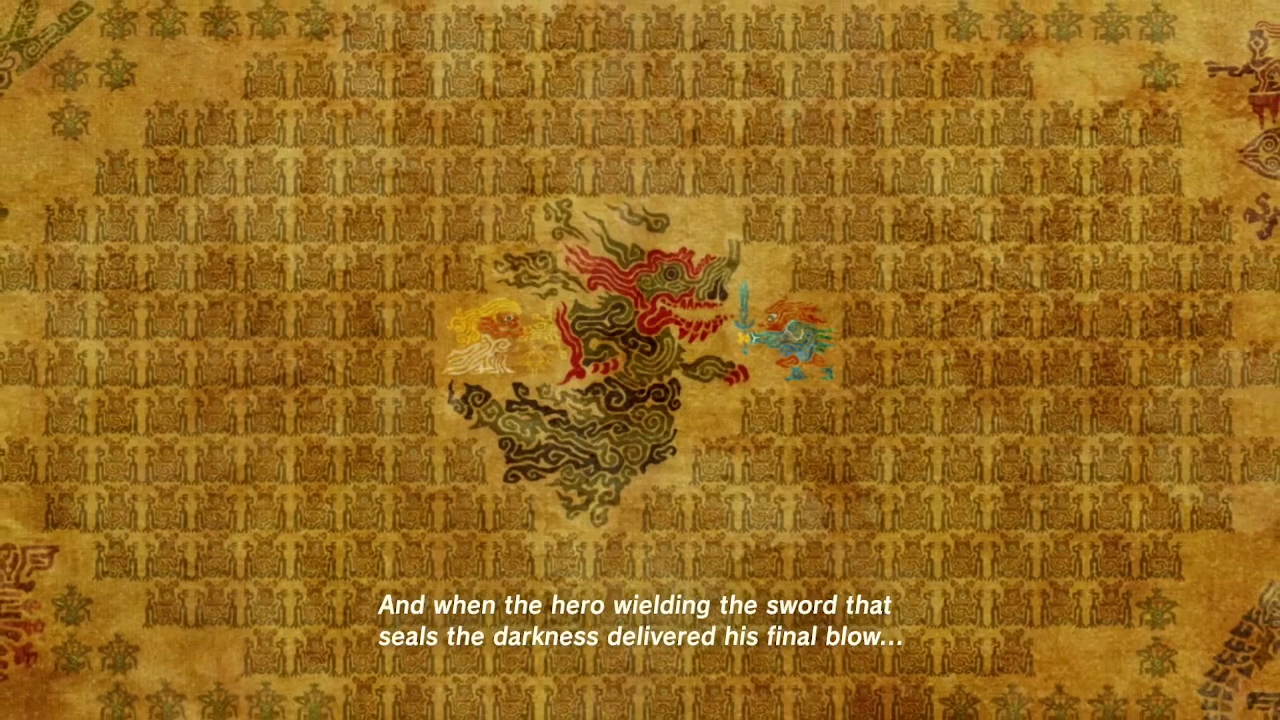 And when the hero wielding the sword that
seals the darkness delivered his final blow...